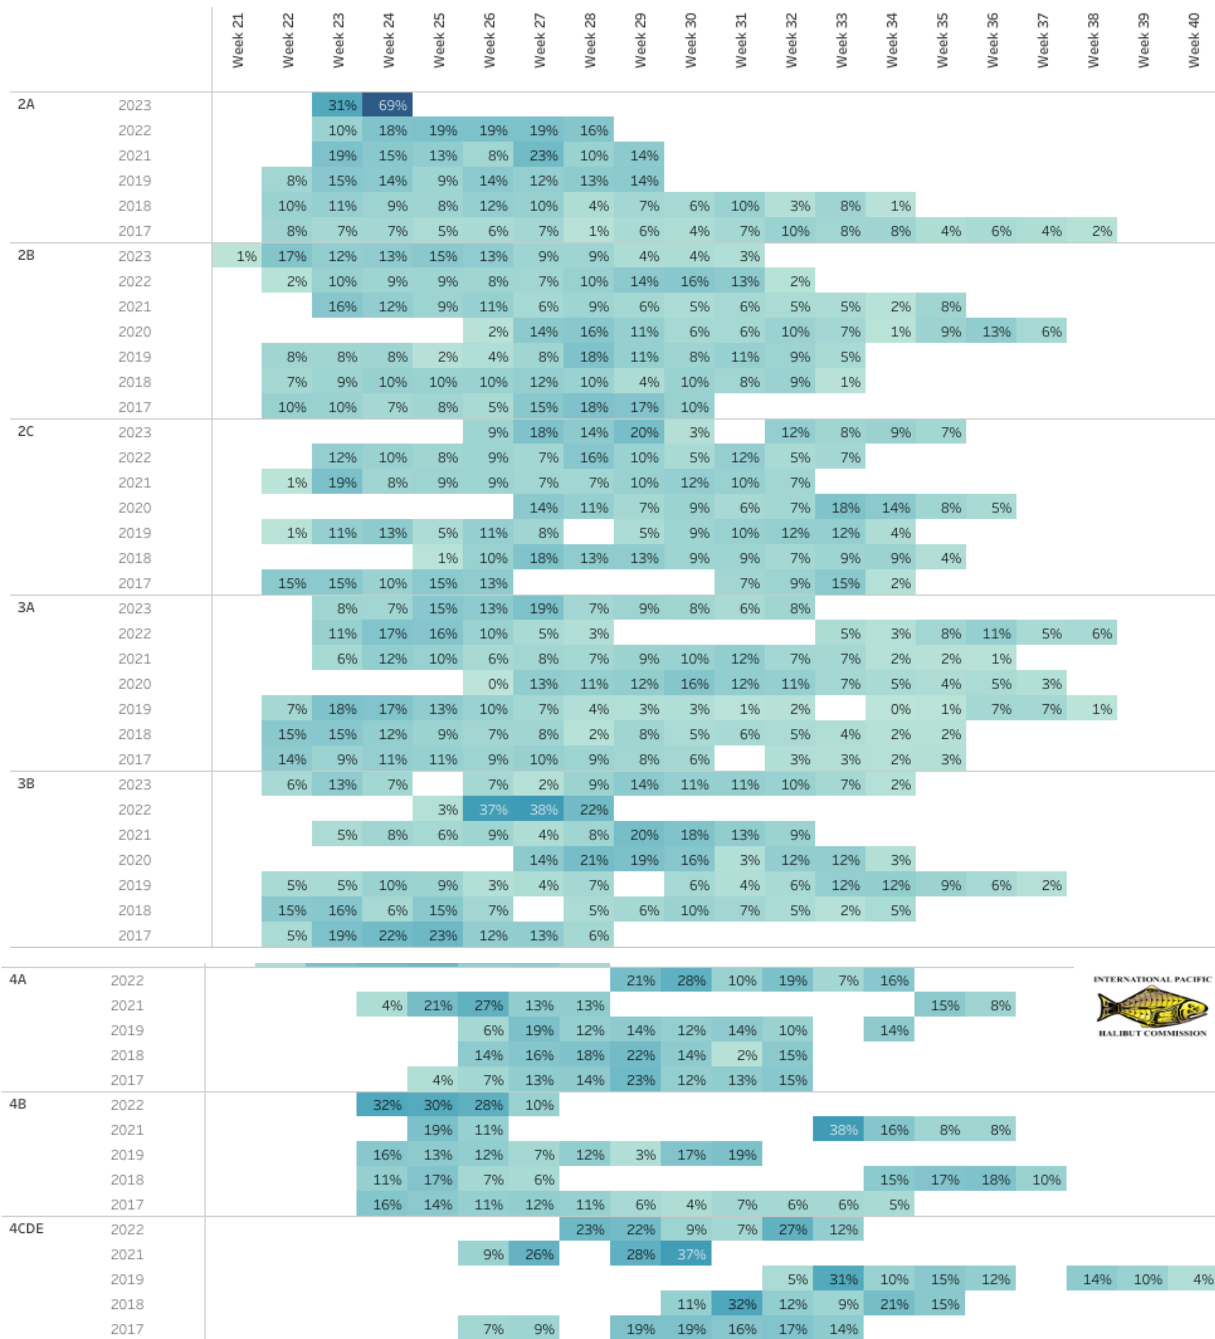 Week 21 Week 22 Week 23 Week 24 Week 25 Week 26 Week 27 Week 28 Week 29 Week 30 Week 31 Week 32 Week 33 Week 34 Week 35 Week 36 Week 37 Week 38 Week 39 Week 40
2A 2023 31% 69%
2022 10% 18% 19% 19% 19% 16%
2021 19% 15% 13% 8% 23% 10% 14%
2019 8% 15% 14% 9% 14% 12% 13% 14%
2018 10% 11% 9% 8% 12% 10% 4% 7% 6% 10% 3% 8% 1%
2017 8% 7% 7% 5% 6% 7% 1% 6% 4% 7% 10% 8% 8% 4% 6% 4% 2%
2B 2023 1% 17% 12% 13% 15% 13% 9% 9% 4% 4% 3%
2022 2% 10% 9% 9% 8% 7% 10% 14% 16% 13% 2%
2021 16% 12% 9% 11% 6% 9% 6% 5% 6% 5% 5% 2% 8%
2020 2% 14% 16% 11% 6% 6% 10% 7% 1% 9% 13% 6%
2019 8% 8% 8% 2% 4% 8% 18% 11% 8% 11% 9% 5%
2018 7% 9% 10% 10% 10% 12% 10% 4% 10% 8% 9% 1%
2017 10% 10% 7% 8% 5% 15% 18% 17% 10%
2C 2023 9% 18% 14% 20% 3% 12% 8% 9% 7%
2022 12% 10% 8% 9% 7% 16% 10% 5% 12% 5% 7%
2021 1% 19% 8% 9% 9% 7% 7% 10% 12% 10% 7%
2020 14% 11% 7% 9% 6% 7% 18% 14% 8% 5%
2019 1% 11% 13% 5% 11% 8% 5% 9% 10% 12% 12% 4%
2018 1% 10% 18% 13% 13% 9% 9% 7% 9% 9% 4%
2017 15% 15% 10% 15% 13% 7% 9% 15% 2%
3A 2023 8% 7% 15% 13% 19% 7% 9% 8% 6% 8%
2022 11% 17% 16% 10% 5% 3% 5% 3% 8% 11% 5% 6%
2021 6% 12% 10% 6% 8% 7% 9% 10% 12% 7% 7% 2% 2% 1%
2020 0% 13% 11% 12% 16% 12% 11% 7% 5% 4% 5% 3%
2019 7% 18% 17% 13% 10% 7% 4% 3% 3% 1% 2% 0% 1% 7% 7% 1%
2018 15% 15% 12% 9% 7% 8% 2% 8% 5% 6% 5% 4% 2% 2%
2017 14% 9% 11% 11% 9% 10% 9% 8% 6% 3% 3% 2% 3%
3B 2023 6% 13% 7% 7% 2% 9% 14% 11% 11% 10% 7% 2%
2022 3% 37% 38% 22%
2021 5% 8% 6% 9% 4% 8% 20% 18% 13% 9%
2020 14% 21% 19% 16% 3% 12% 12% 3%
2019 5% 5% 10% 9% 3% 4% 7% 6% 4% 6% 12% 12% 9% 6% 2%
2018 15% 16% 6% 15% 7% 5% 6% 10% 7% 5% 2% 5%
2017 5% 19% 22% 23% 12% 13% 6%
4A 2022 21% 28% 10% 19% 7% 16%
INTERNATIONAL PACIFIC
2021 4% 21% 27% 13% 13% 15% 8%
2019 6% 19% 12% 14% 12% 14% 10% 14%
HALIBUT COMMISSION
2018 14% 16% 18% 22% 14% 2% 15%
2017 4% 7% 13% 14% 23% 12% 13% 15%
4B 2022 32% 30% 28% 10%
2021 19% 11% 38% 16% 8% 8%
2019 16% 13% 12% 7% 12% 3% 17% 19%
2018 11% 17% 7% 6% 15% 17% 18% 10%
2017 16% 14% 11% 12% 11% 6% 4% 7% 6% 6% 5%
4CDE 2022 23% 22% 9% 7% 27% 12%
2021 9% 26% 28% 37%
2019 5% 31% 10% 15% 12% 14% 10% 4%
2018 11% 32% 12% 9% 21% 15%
2017 7% 9% 19% 19% 16% 17% 14%